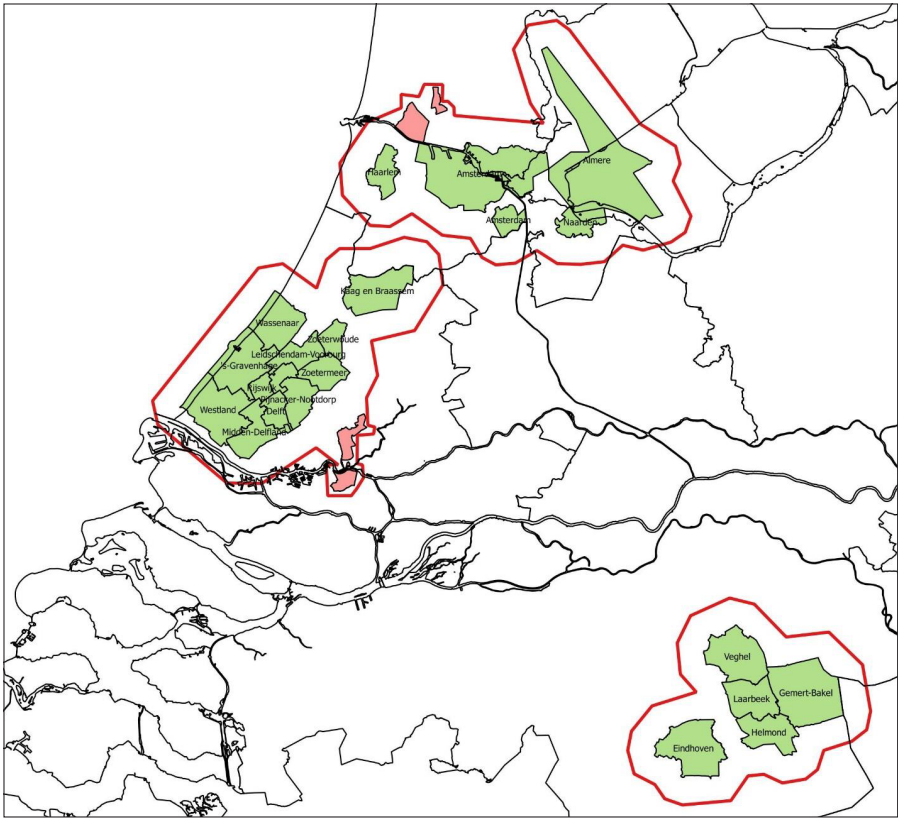 Almere
Haarlem
Amsterdam
Amsterdam
Naarden
Kaag en Braassem
Wassenaar
Zoeterwoude
Leidschendam-Voorburg
's-Gravenhage
Zoetermeer
Rijswijk
Pijnacker-Nootdorp
Westland
Delft
Midden-Delfland
Veghel
Gemert-Bakel
Laarbeek
Helmond
Eindhoven